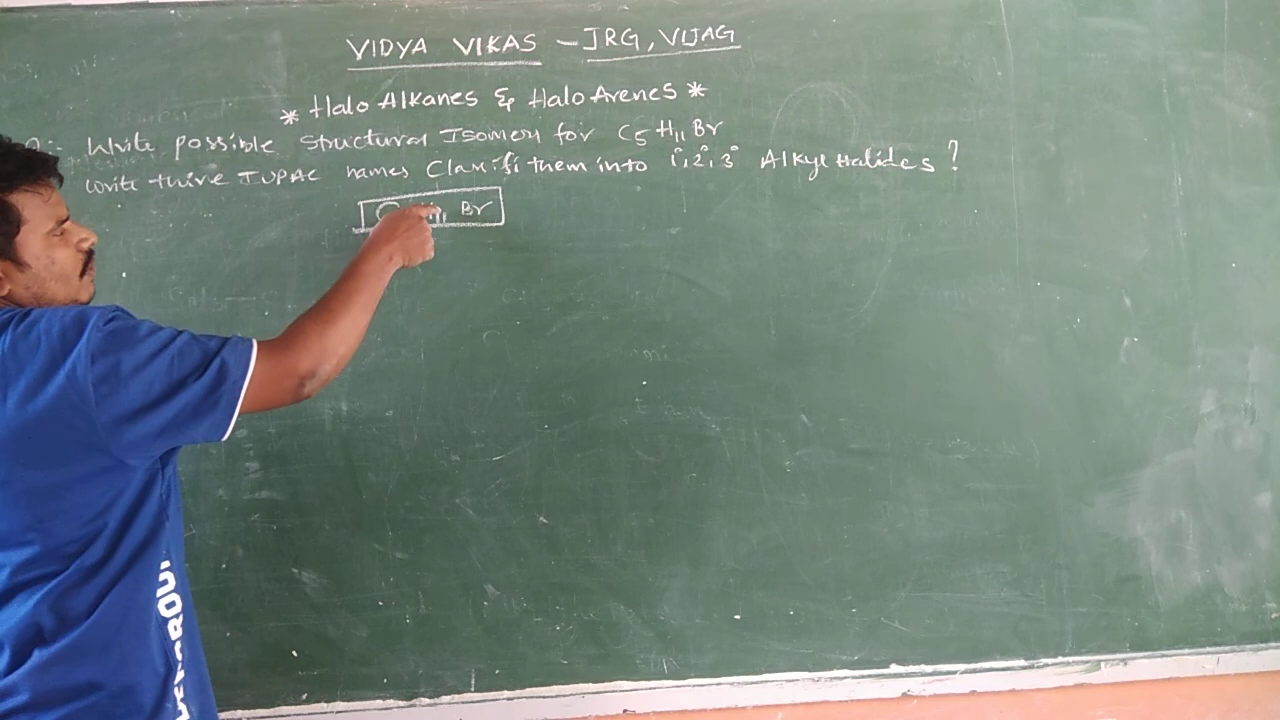 VIDYA VIKAS - JRG, VIJAG
* Halo Alkanes & Halo Arenes *
Q:- Write possible Structural Isomers for C5 H11 Br
write thire IUPAC names Classifi them into 1°, 2°, 3° Alkyl Halides ?
Br